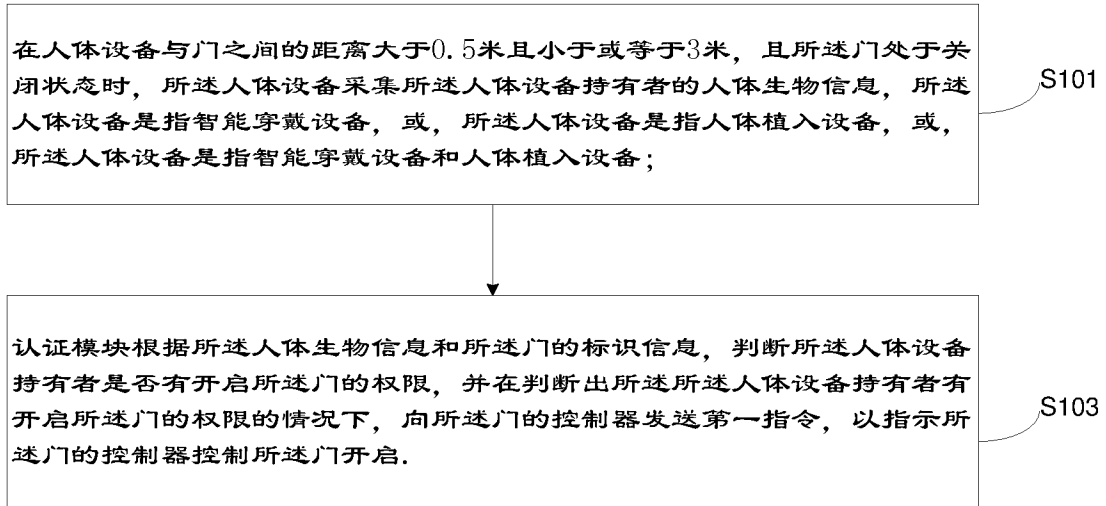 在人体设备与门之间的距离大于0.5米且小于或等于3米，且所述门处于关
闭状态时，所述人体设备采集所述人体设备持有者的人体生物信息，所述
人体设备是指智能穿戴设备，或，所述人体设备是指人体植入设备，或，
所述人体设备是指智能穿戴设备和人体植入设备；
S101
认证模块根据所述人体生物信息和所述门的标识信息，判断所述人体设备
持有者是否有开启所述门的权限，并在判断出所述所述人体设备持有者有
开启所述门的权限的情况下，向所述门的控制器发送第一指令，以指示所
述门的控制器控制所述门开启.
S103